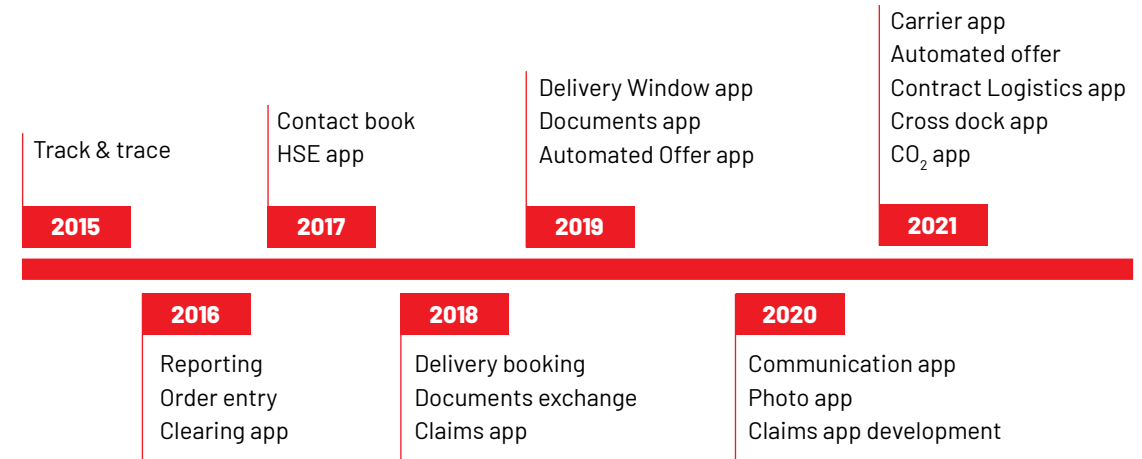 Track & trace
2015
Reporting
Order entry
Clearing app
2016
Contact book
HSE app
2017
Delivery booking
Documents exchange
Claims app
2018
Delivery Window app
Documents app
Automated Offer app
2019
Communication app
Photo app
Claims app development
2020
Carrier app
Automated offer
Contract Logistics app
Cross dock app
CO₂ app
2021